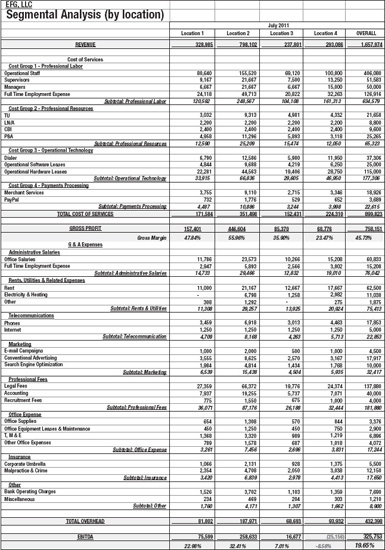 EFG, LLC
Segmental Analysis (by location)
July 2011
Location 1 Location 2 Location 3 Location 4 OVERALL
REVENUE 328,985 798,102 237,801 293,086 1,657,974
Cost of Services
Cost Group 1 - Professional Labor
Operational Staff 80,640 155,520 69,120 100,800 406,080
Supervisors 9,167 21,667 7,500 13,250 51,583
Managers 6,667 21,667 6,667 15,000 50,000
Full Time Employment Expense 24,118 49,713 20,822 32,263 126,916
Subtotal: Professional Labor 120,592 248,567 104,108 161,313 634,579
Cost Group 2 - Professional Resources
TU 3,032 9,313 4,981 4,332 21,658
LN/A 2,200 2,200 2,200 2,200 8,800
CBI 2,400 2,400 2,400 2,400 9,600
PBA 4,958 11,296 5,893 3,118 25,265
Subtotal: Professional Resources 12,590 25,209 15,474 12,050 65,323
Cost Group 3 - Operational Technology
Dialer 6,790 12,586 5,980 11,950 37,306
Operational Software Leases 4,844 9,688 4,219 6,250 25,000
Operational Hardware Leases 22,281 44,563 19,406 28,750 115,000
Subtotal: Operational Technology 33,915 66,836 29,605 46,950 177,306
Cost Group 4 - Payments Processing
Merchant Services 3,755 9,110 2,715 3,346 18,926
PayPal 732 1,776 529 652 3,689
Subtotal: Payments Processing 4,487 10,886 3,244 3,998 22,615
TOTAL COST OF SERVICES 171,584 351,498 152,431 224,310 899,823
GROSS PROFIT 157,401 446,604 85,370 68,776 758,151
Gross Margin 47.84% 55.96% 35.90% 23.47% 45.73%
G & A Expenses
Administrative Salaries
Office Salaries 11,786 23,573 10,266 15,208 60,833
Full Time Employment Expense 2,947 5,893 2,566 3,802 15,208
Subtotal: Administrative Salaries 14,733 29,466 12,832 19,010 76,042
Rents, Utilities & Related Expenses
Rent 11,000 21,167 12,667 17,667 62,500
Electricity & Heating - 6,798 1,258 2,982 11,038
Other 308 1,292 - 275 1,875
Subtotal: Rents & Utilities 11,308 29,257 13,925 20,924 75,413
Telecommunications
Phones 3,459 6,918 3,013 4,463 17,853
Internet 1,250 1,250 1,250 1,250 5,000
Subtotal: Telecommunication 4,709 8,168 4,263 5,713 22,853
Marketing
E-mail Campaigns 1,000 2,000 500 1,000 4,500
Conventional Advertising 3,555 8,625 2,570 3,167 17,917
Search Engine Optimization 1,984 4,814 1,434 1,768 10,000
Subtotal: Marketing 6,539 15,438 4,504 5,935 32,417
Professional Fees
Legal Fees 27,359 66,372 19,776 24,374 137,880
Accounting 7,937 19,255 5,737 7,071 40,000
Recruitment Fees 775 1,550 675 1,000 4,000
Subtotal: Professional Fees 36,071 87,176 26,188 32,444 181,880
Office Expense
Office Supplies 654 1,308 570 844 3,376
Office Equipment Leases & Maintenance 450 1,250 450 750 2,900
T, M & E 1,368 3,320 989 1,219 6,896
Other Office Expenses 789 1,578 687 1,018 4,072
Subtotal: Office Expense 3,261 7,456 2,696 3,831 17,244
Insurance
Corporate Umbrella 1,066 2,131 928 1,375 5,500
Malpractice & Crime 2,354 4,708 2,050 3,038 12,150
Subtotal: Insurance 3,420 6,839 2,978 4,413 17,650
Other
Bank Operating Charges 1,526 3,702 1,103 1,359 7,690
Miscellaneous 234 469 204 303 1,210
Subtotal: Other 1,760 4,171 1,307 1,662 8,900
TOTAL OVERHEAD 81,802 187,971 68,693 93,932 432,398
EBITDA 75,599 258,633 16,677 (25,156) 325,753
22.98% 32.41% 7.01% -8.58% 19.65%